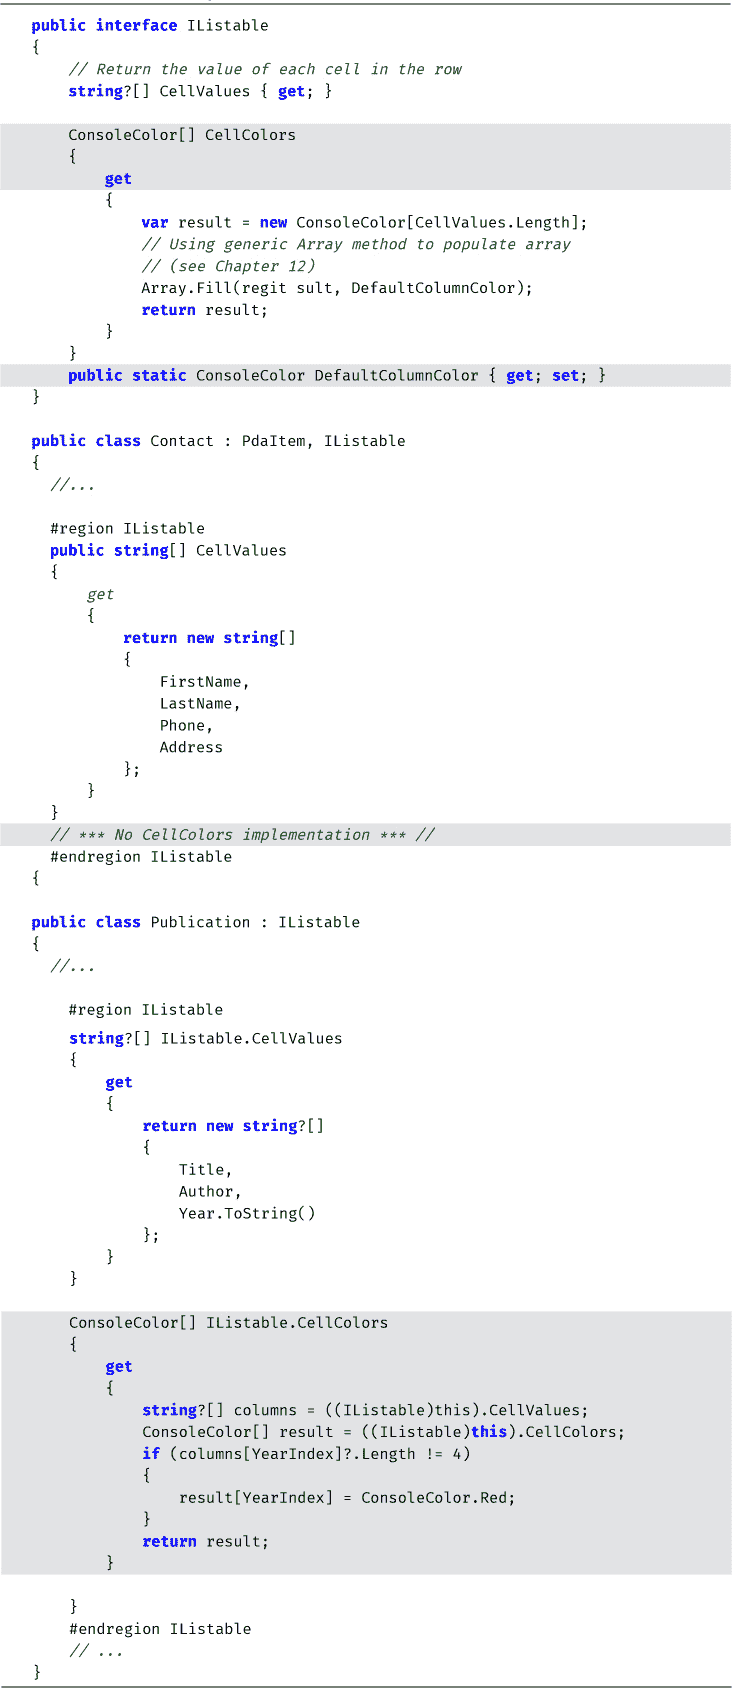 public interface IListable
{
    // Return the value of each cell in the row
    string?[] CellValues { get; }
    ConsoleColor[] CellColors
    {
        get
        {
            var result = new ConsoleColor[CellValues.Length];
            // Using generic Array method to populate array
            // (see Chapter 12)
            Array.Fill(regit sult, DefaultColumnColor);
            return result;
        }
    }
    public static ConsoleColor DefaultColumnColor { get; set; }
}
public class Contact : PdaItem, IListable
{
  //...
  #region IListable
  public string[] CellValues
  {
      get
      {
          return new string[]
          {
              FirstName,
              LastName,
              Phone,
              Address
          };
      }
  }
  // *** No CellColors implementation *** //
  #endregion IListable
{
public class Publication : IListable
{
  //...
    #region IListable
    string?[] IListable.CellValues
    {
        get
        {
            return new string?[]
            {
                Title,
                Author,
                Year.ToString()
            };
        }
    }
    ConsoleColor[] IListable.CellColors
    {
        get
        {
            string?[] columns = ((IListable)this).CellValues;
            ConsoleColor[] result = ((IListable)this).CellColors;
            if (columns[YearIndex]?.Length != 4)
            {
                result[YearIndex] = ConsoleColor.Red;
            }
            return result;
        }
    }
    #endregion IListable
    // ...
}